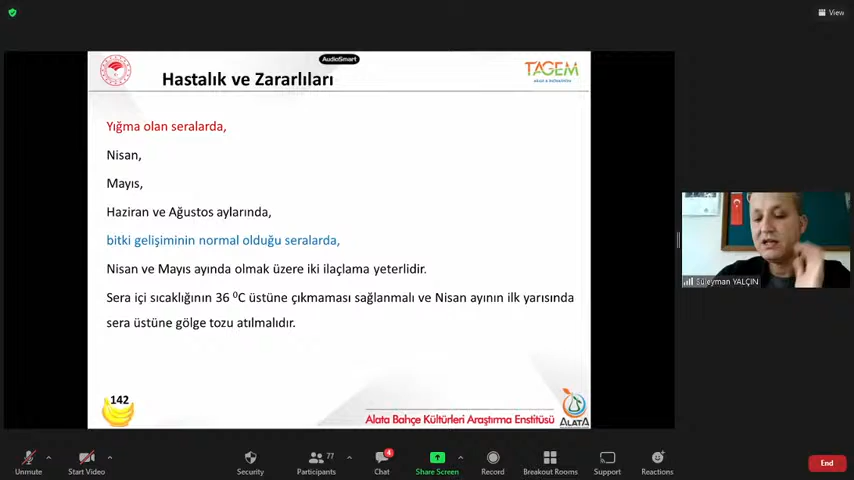 View
AudioSmart
Hastalık ve Zararlıları
TAGEM
Yığma olan seralarda,
Nisan,
Mayıs,
Haziran ve Ağustos aylarında,
bitki gelişiminin normal olduğu seralarda,
Nisan ve Mayıs ayında olmak üzere iki ilaçlama yeterlidir.
Sera içi sıcaklığının 36 ⁰C üstüne çıkmaması sağlanmalı ve Nisan ayının ilk yarısında
sera üstüne gölge tozu atılmalıdır.
Süleyman YALÇIN
142
Alata Bahçe Kültürleri Araştırma Enstitüsü
ALATA
77
4
Unmute
Start Video
Security
Participants
Chat
Share Screen
Record
Breakout Rooms
Support
Reactions
End